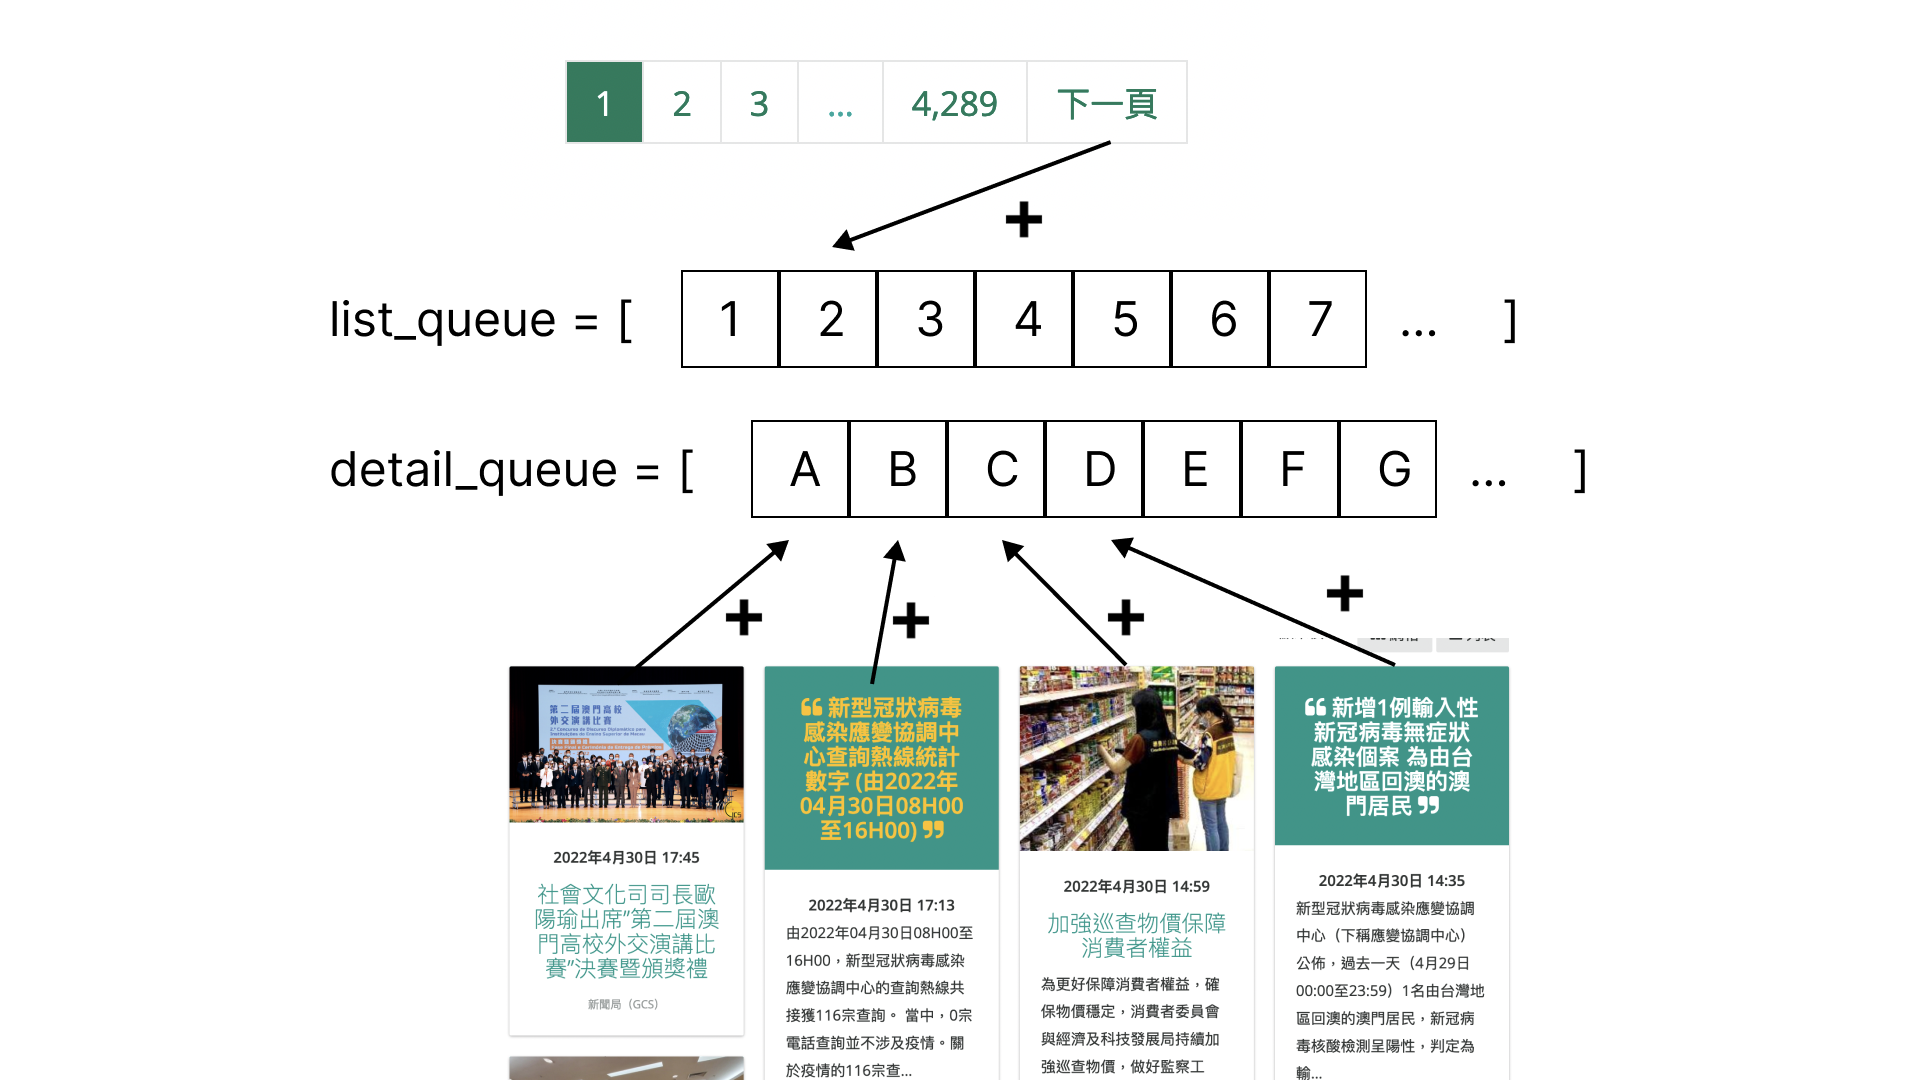 1 2 3 ... 4,289 下一頁
+
list_queue = [ 1 2 3 4 5 6 7 ... ]
detail_queue = [ A B C D E F G ... ]
+ + + +
第二屆澳門高校
外交演講比賽
2022年4月30日 17:45
社會文化司司長歐
陽瑜出席”第二屆澳
門高校外交演講比
賽”決賽暨頒獎禮
新聞局（GCS）
❝ 新型冠狀病毒
感染應變協調中
心查詢熱線統計
數字 (由2022年
04月30日08H00
至16H00) ❞
2022年4月30日 17:13
由2022年04月30日08H00至
16H00，新型冠狀病毒感染
應變協調中心的查詢熱線共
接獲116宗查詢。 當中，0宗
電話查詢並不涉及疫情。關
於疫情的116宗查...
2022年4月30日 14:59
加強巡查物價保障
消費者權益
為更好保障消費者權益，確
保物價穩定，消費者委員會
與經濟及科技發展局持續加
強巡查物價，做好監察工
❝ 新增1例輸入性
新冠病毒無症狀
感染個案 為由台
灣地區回澳的澳
門居民 ❞
2022年4月30日 14:35
新型冠狀病毒感染應變協調
中心（下稱應變協調中心）
公佈，過去一天（4月29日
00:00至23:59）1名由台灣地
區回澳的澳門居民，新冠病
毒核酸檢測呈陽性，判定為
輸...